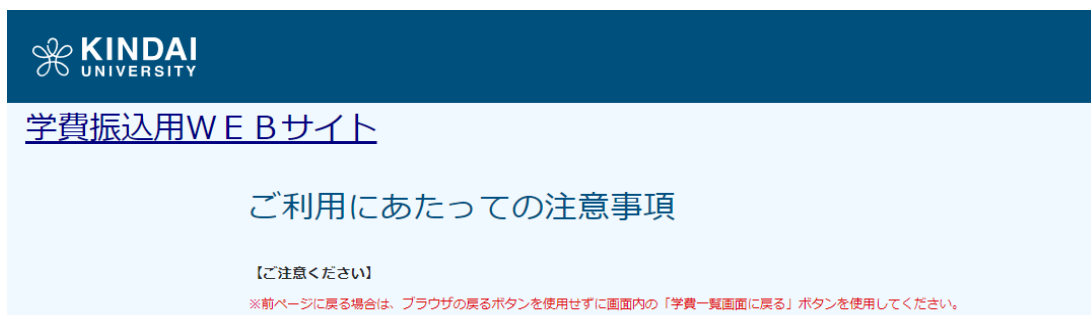 KINDAI
UNIVERSITY
学費振込用ＷＥＢサイト
ご利用にあたっての注意事項
【ご注意ください】
※前ページに戻る場合は、ブラウザの戻るボタンを使用せずに画面内の「学費一覧画面に戻る」ボタンを使用してください。